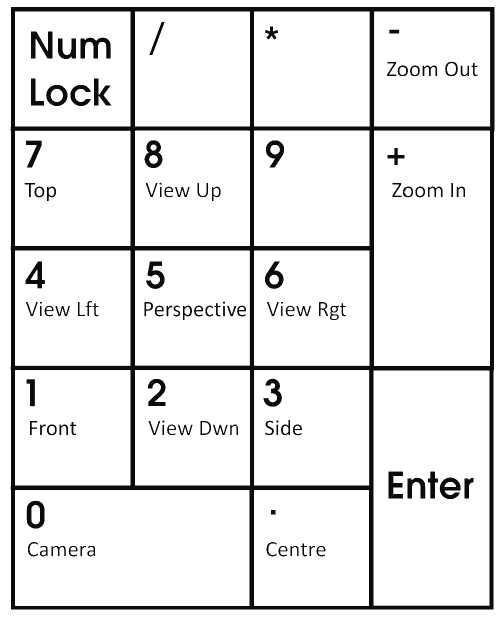 Num
Lock
/
*
-
Zoom Out
7
Top
8
View Up
9
+
Zoom In
4
View Lft
5
Perspective
6
View Rgt
1
Front
2
View Dwn
3
Side
Enter
0
Camera
.
Centre